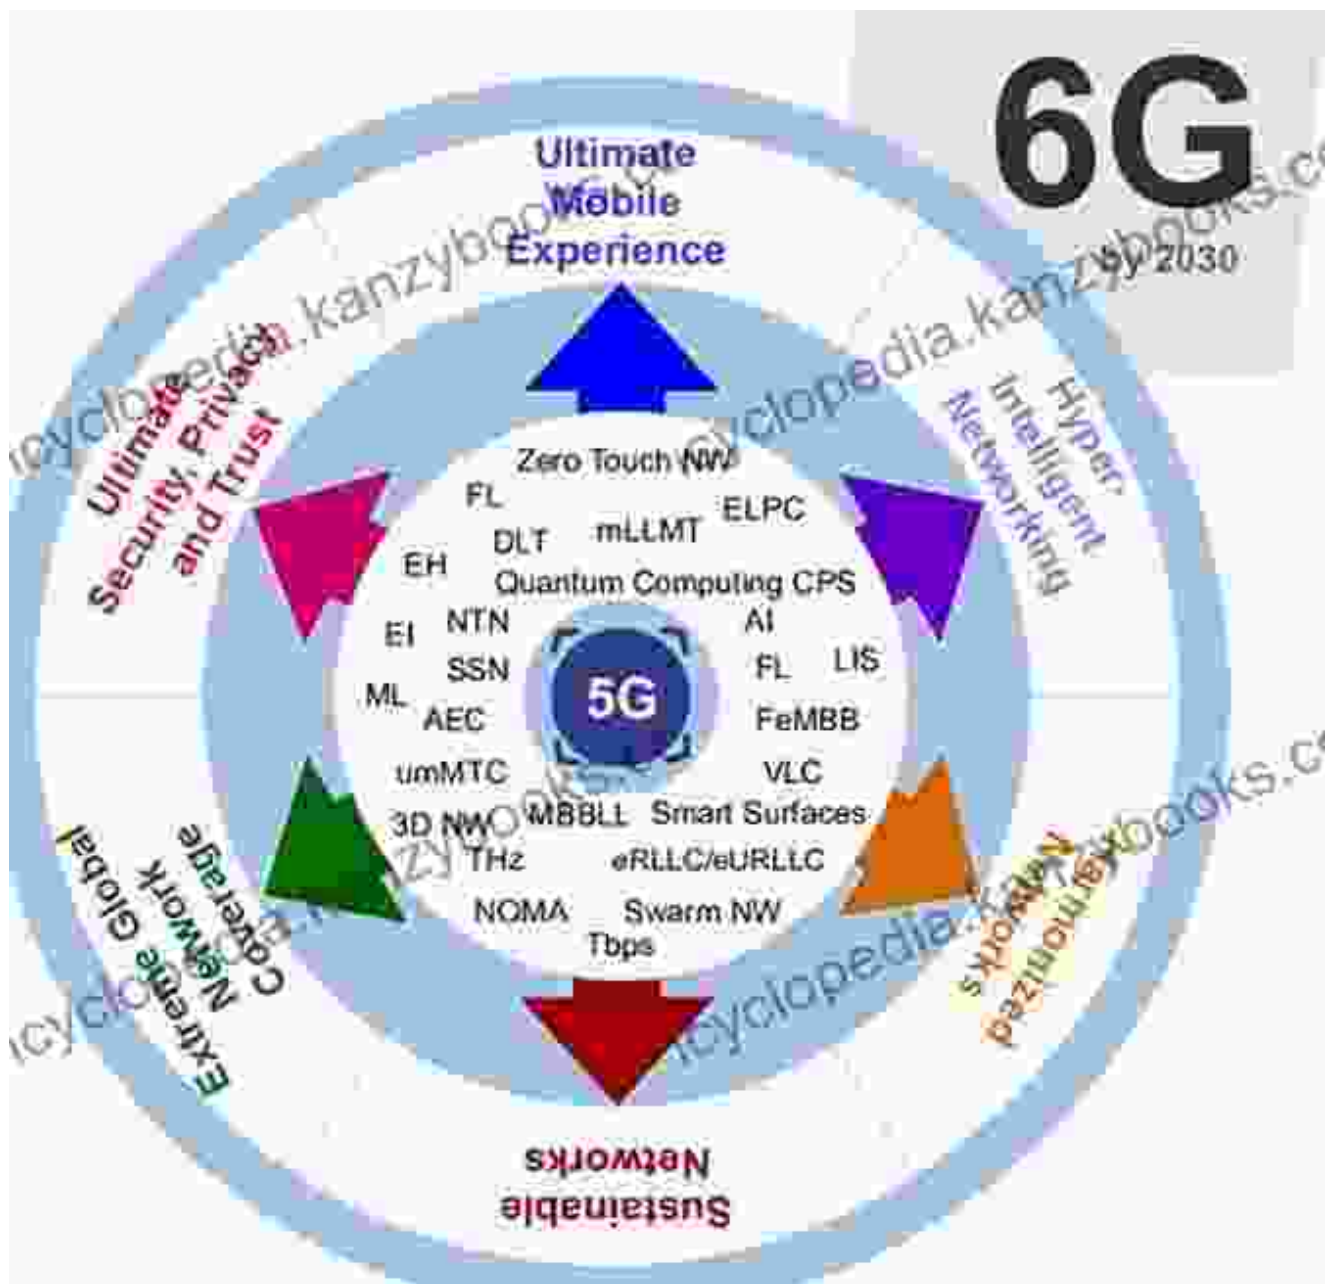 6G
by 2030
Ultimate
Mobile
Experience
Hyper-
Intelligent
Networking
Harmonized
Networks
Sustainable
Networks
Extreme Global
Network
Coverage
Ultimate
Security, Privacy
and Trust
Zero Touch NW
FL
ELPC
DLT
mLLMT
EH
Quantum Computing CPS
EI
NTN
AI
SSN
FL
LIS
ML
5G
AEC
FeMBB
umMTC
VLC
3D NW
MBBLL
Smart Surfaces
THz
eRLLC/eURLLC
NOMA
Swarm NW
Tbps
encyclopedia.kanzybooks.com